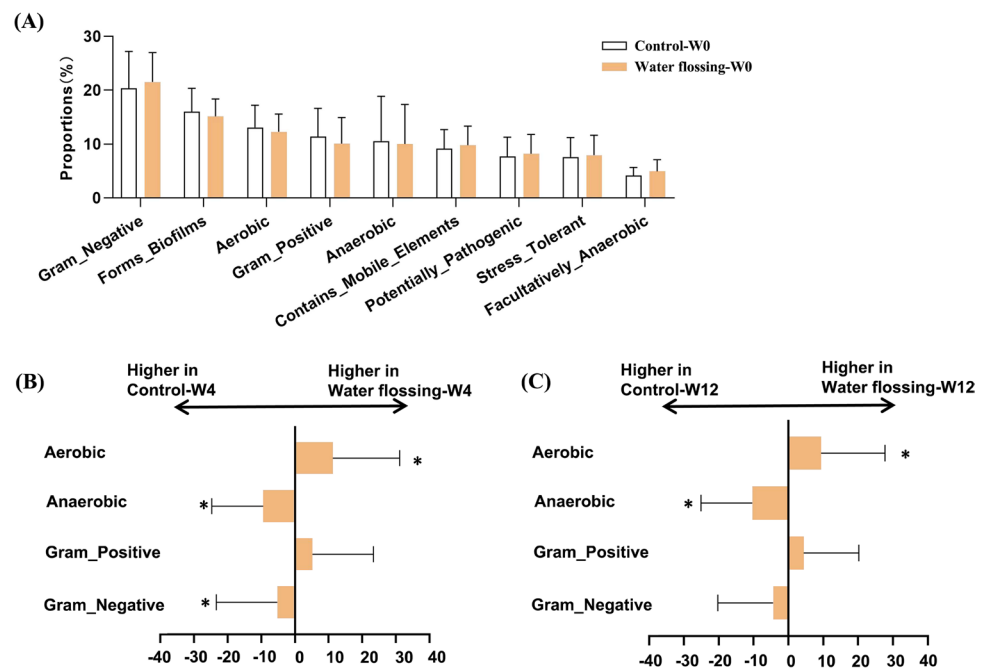 (A)
Proportions(%)
30
20
10
0
Control-W0
Water flossing-W0
Gram_Negative
Forms_Biofilms
Aerobic
Gram_Positive
Anaerobic
Contains_Mobile_Elements
Potentially_Pathogenic
Stress_Tolerant
Facultatively_Anaerobic
(B)
Higher in
Control-W4
Higher in
Water flossing-W4
Aerobic
*
Anaerobic
*
Gram_Positive
Gram_Negative
*
-40 -30 -20 -10 0 10 20 30 40
(C)
Higher in
Control-W12
Higher in
Water flossing-W12
Aerobic
*
Anaerobic
*
Gram_Positive
Gram_Negative
-40 -30 -20 -10 0 10 20 30 40